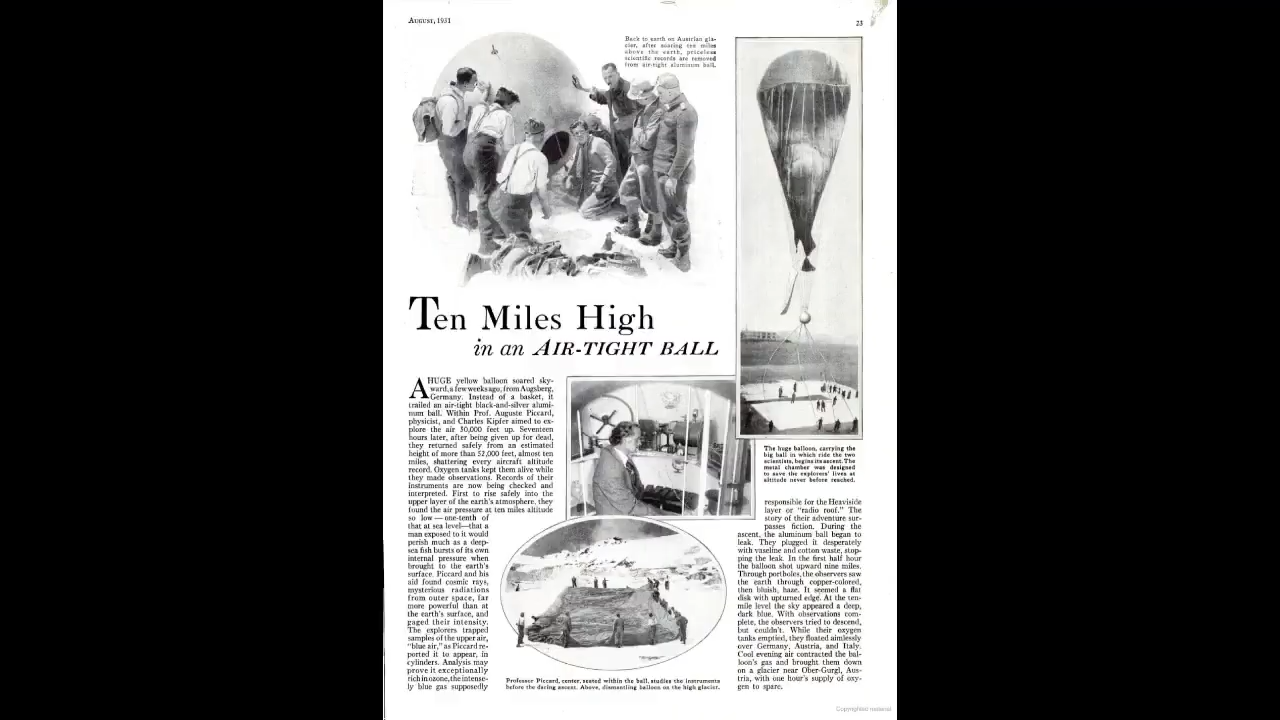 AUGUST, 1931
23
Back to earth on Austrian gla-
cier, after soaring ten miles
above the earth, priceless
scientific records are removed
from air-tight aluminum ball.
Ten Miles High
in an AIR-TIGHT BALL
A HUGE yellow balloon soared sky-
ward, a few weeks ago, from Augsberg,
Germany. Instead of a basket, it
trailed an air-tight black-and-silver alumi-
num ball. Within Prof. Auguste Piccard,
physicist, and Charles Kipfer aimed to ex-
plore the air 50,000 feet up. Seventeen
hours later, after being given up for dead,
they returned safely from an estimated
height of more than 52,000 feet, almost ten
miles, shattering every aircraft altitude
record. Oxygen tanks kept them alive while
they made observations. Records of their
instruments are now being checked and
interpreted. First to rise safely into the
upper layer of the earth's atmosphere, they
found the air pressure at ten miles altitude
so low—one-tenth of
that at sea level—that a
man exposed to it would
perish much as a deep-
sea fish bursts of its own
internal pressure when
brought to the earth's
surface. Piccard and his
aid found cosmic rays,
mysterious radiations
from outer space, far
more powerful than at
the earth's surface, and
gaged their intensity.
The explorers trapped
samples of the upper air,
"blue air," as Piccard re-
ported it to appear, in
cylinders. Analysis may
prove it exceptionally
rich in ozone, the intense-
ly blue gas supposedly
Professor Piccard, center, seated within the ball, studies the instruments
before the daring ascent. Above, dismantling balloon on the high glacier.
The huge balloon, carrying the
big ball in which ride the two
scientists, begins its ascent. The
metal chamber was designed
to save the explorers' lives at
altitude never before reached.
responsible for the Heaviside
layer or "radio roof." The
story of their adventure sur-
passes fiction. During the
ascent, the aluminum ball began to
leak. They plugged it desperately
with vaseline and cotton waste, stop-
ping the leak. In the first half hour
the balloon shot upward nine miles.
Through portholes, the observers saw
the earth through copper-colored,
then bluish, haze. It seemed a flat
disk with upturned edge. At the ten-
mile level the sky appeared a deep,
dark blue. With observations com-
plete, the observers tried to descend,
but couldn't. While their oxygen
tanks emptied, they floated aimlessly
over Germany, Austria, and Italy.
Cool evening air contracted the bal-
loon's gas and brought them down
on a glacier near Ober-Gurgl, Aus-
tria, with one hour's supply of oxy-
gen to spare.
Copyrighted material